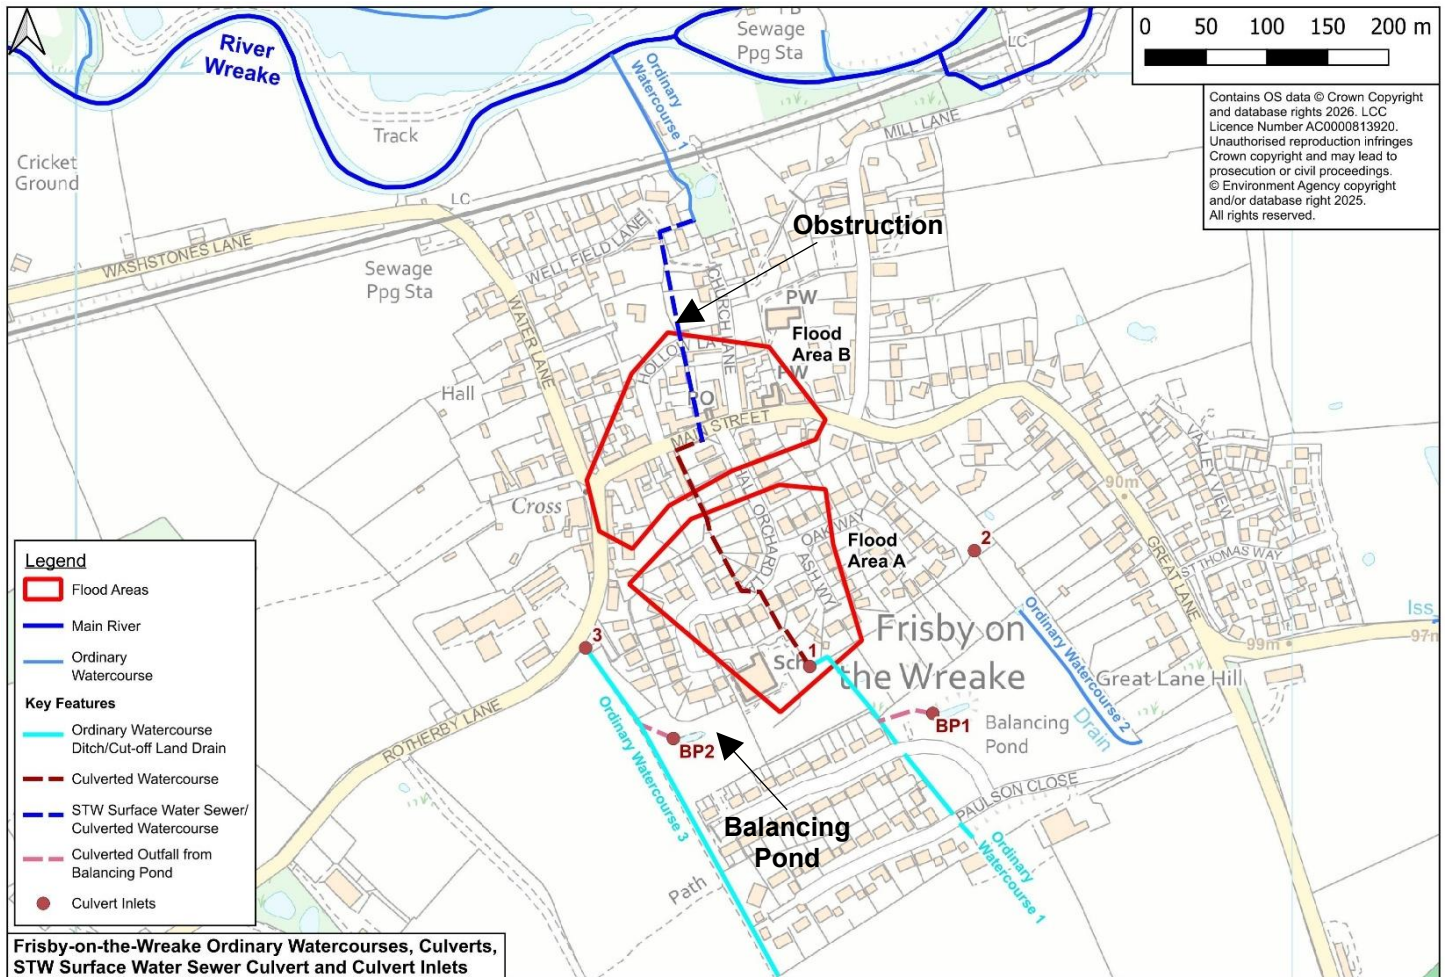 River
Wreake
Sewage
Ppg Sta
LC
0 50 100 150 200 m
Contains OS data © Crown Copyright
and database rights 2026. LCC
Licence Number AC0000813920.
Unauthorised reproduction infringes
Crown copyright and may lead to
prosecution or civil proceedings.
© Environment Agency copyright
and/or database right 2025.
All rights reserved.
Ordinary
Watercourse 1
Track
MILL LANE
Cricket
Ground
LC
WASHSTONES LANE
WELL FIELD LANE
Obstruction
Sewage
Ppg Sta
WATER LANE
CHURCH LANE
PW
Flood
Area B
HOLLOW LA
PW
Hall
PO
MAIN STREET
VALLEY VIEW
90m
Cross
HALL ORCHARD
OAKWAY
ASH WY
Flood
Area A
2
GREAT LANE
ST THOMAS WAY
Ordinary Watercourse 2
Iss
97m
99m
3
1
Sch
Frisby on
the Wreake
Great Lane Hill
Drain
ROTHERBY LANE
Ordinary Watercourse 3
BP2
BP1
Balancing
Pond
PAULSON CLOSE
Balancing
Pond
Ordinary
Watercourse 1
Path
Legend
Flood Areas
Main River
Ordinary
Watercourse
Key Features
Ordinary Watercourse
Ditch/Cut-off Land Drain
Culverted Watercourse
STW Surface Water Sewer/
Culverted Watercourse
Culverted Outfall from
Balancing Pond
Culvert Inlets
Frisby-on-the-Wreake Ordinary Watercourses, Culverts,
STW Surface Water Sewer Culvert and Culvert Inlets